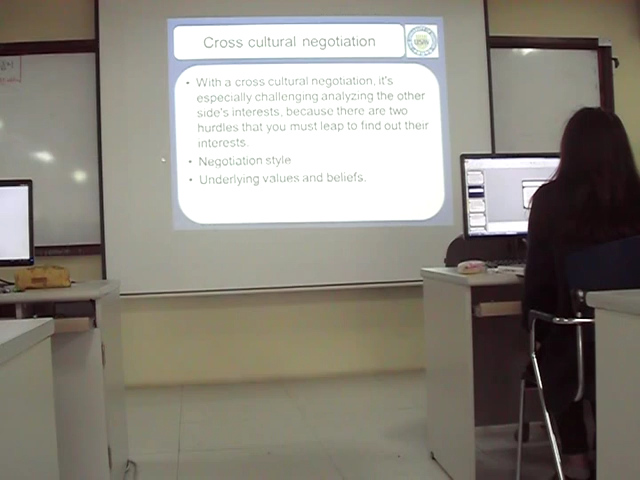 Cross cultural negotiation
• With a cross cultural negotiation, it's
especially challenging analyzing the other
side's interests, because there are two
hurdles that you must leap to find out their
interests.
• Negotiation style
• Underlying values and beliefs.